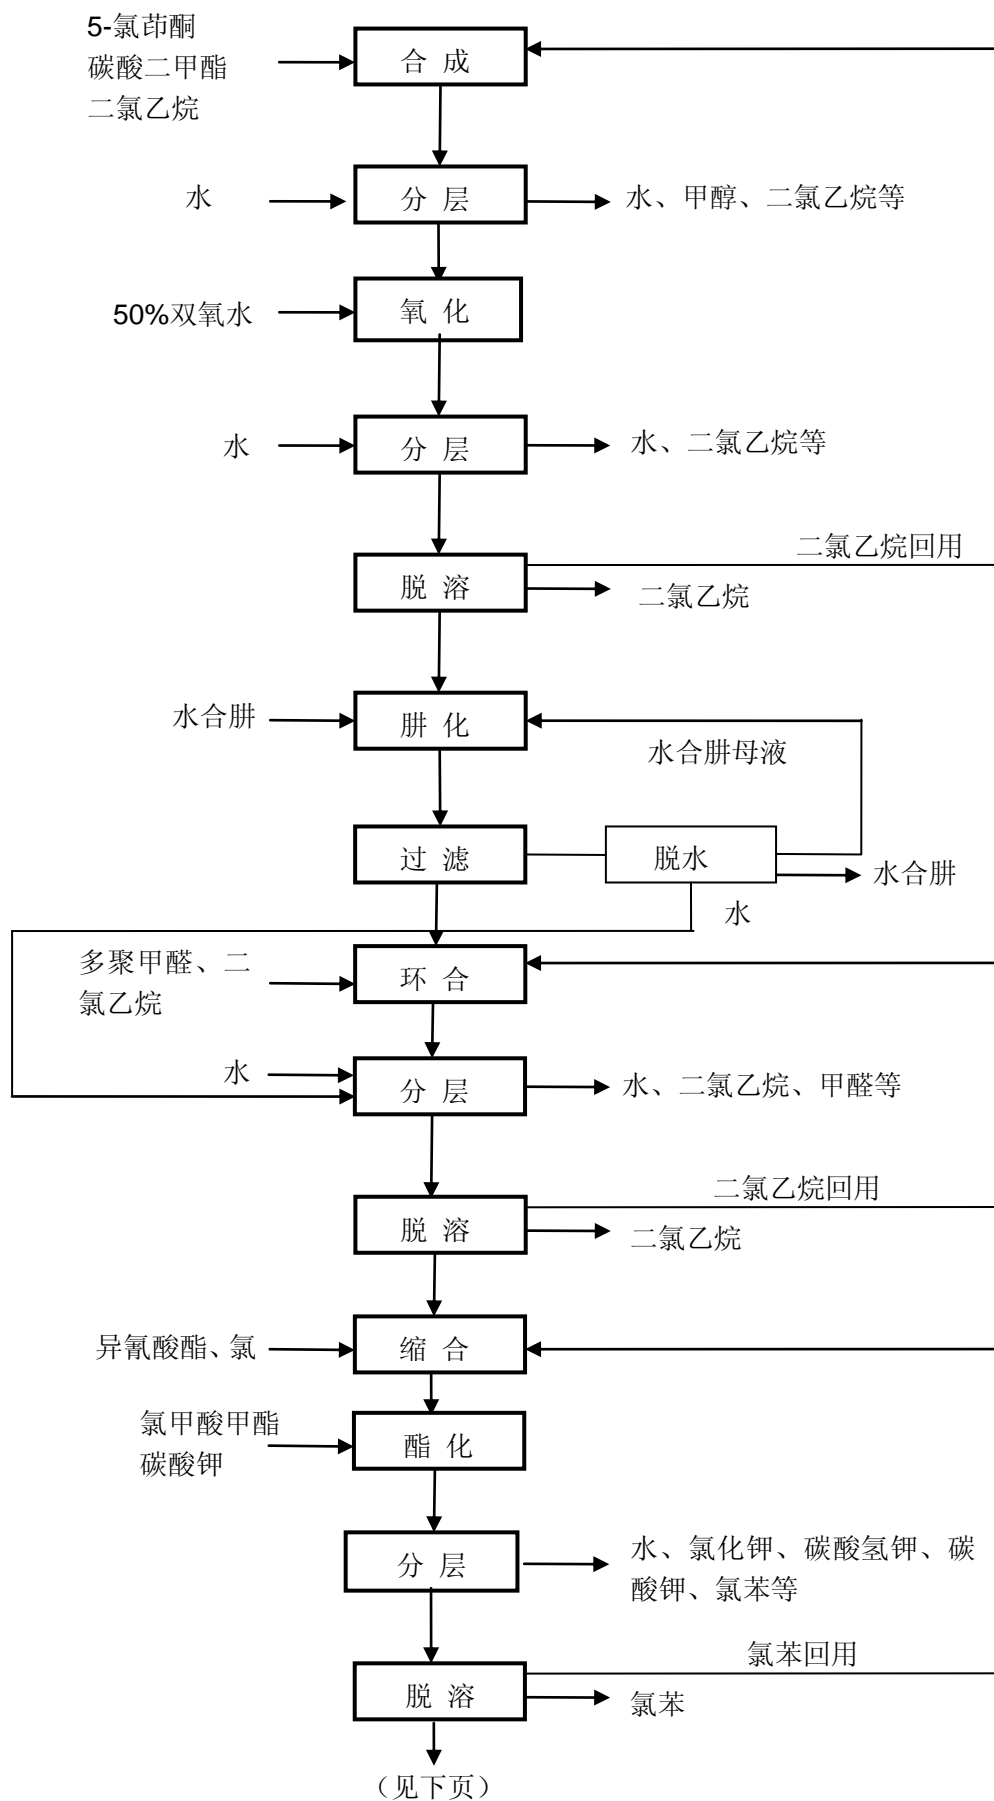 5-氯茚酮
碳酸二甲酯
二氯乙烷
合 成
水
分 层
水、甲醇、二氯乙烷等
50%双氧水
氧 化
水
分 层
水、二氯乙烷等
二氯乙烷回用
脱 溶
二氯乙烷
水合肼
肼 化
水合肼母液
过 滤
脱水
水合肼
水
多聚甲醛、二
氯乙烷
环 合
水
分 层
水、二氯乙烷、甲醛等
二氯乙烷回用
脱 溶
二氯乙烷
异氰酸酯、氯
缩 合
氯甲酸甲酯
碳酸钾
酯 化
分 层
水、氯化钾、碳酸氢钾、碳
酸钾、氯苯等
氯苯回用
脱 溶
氯苯
（见下页）